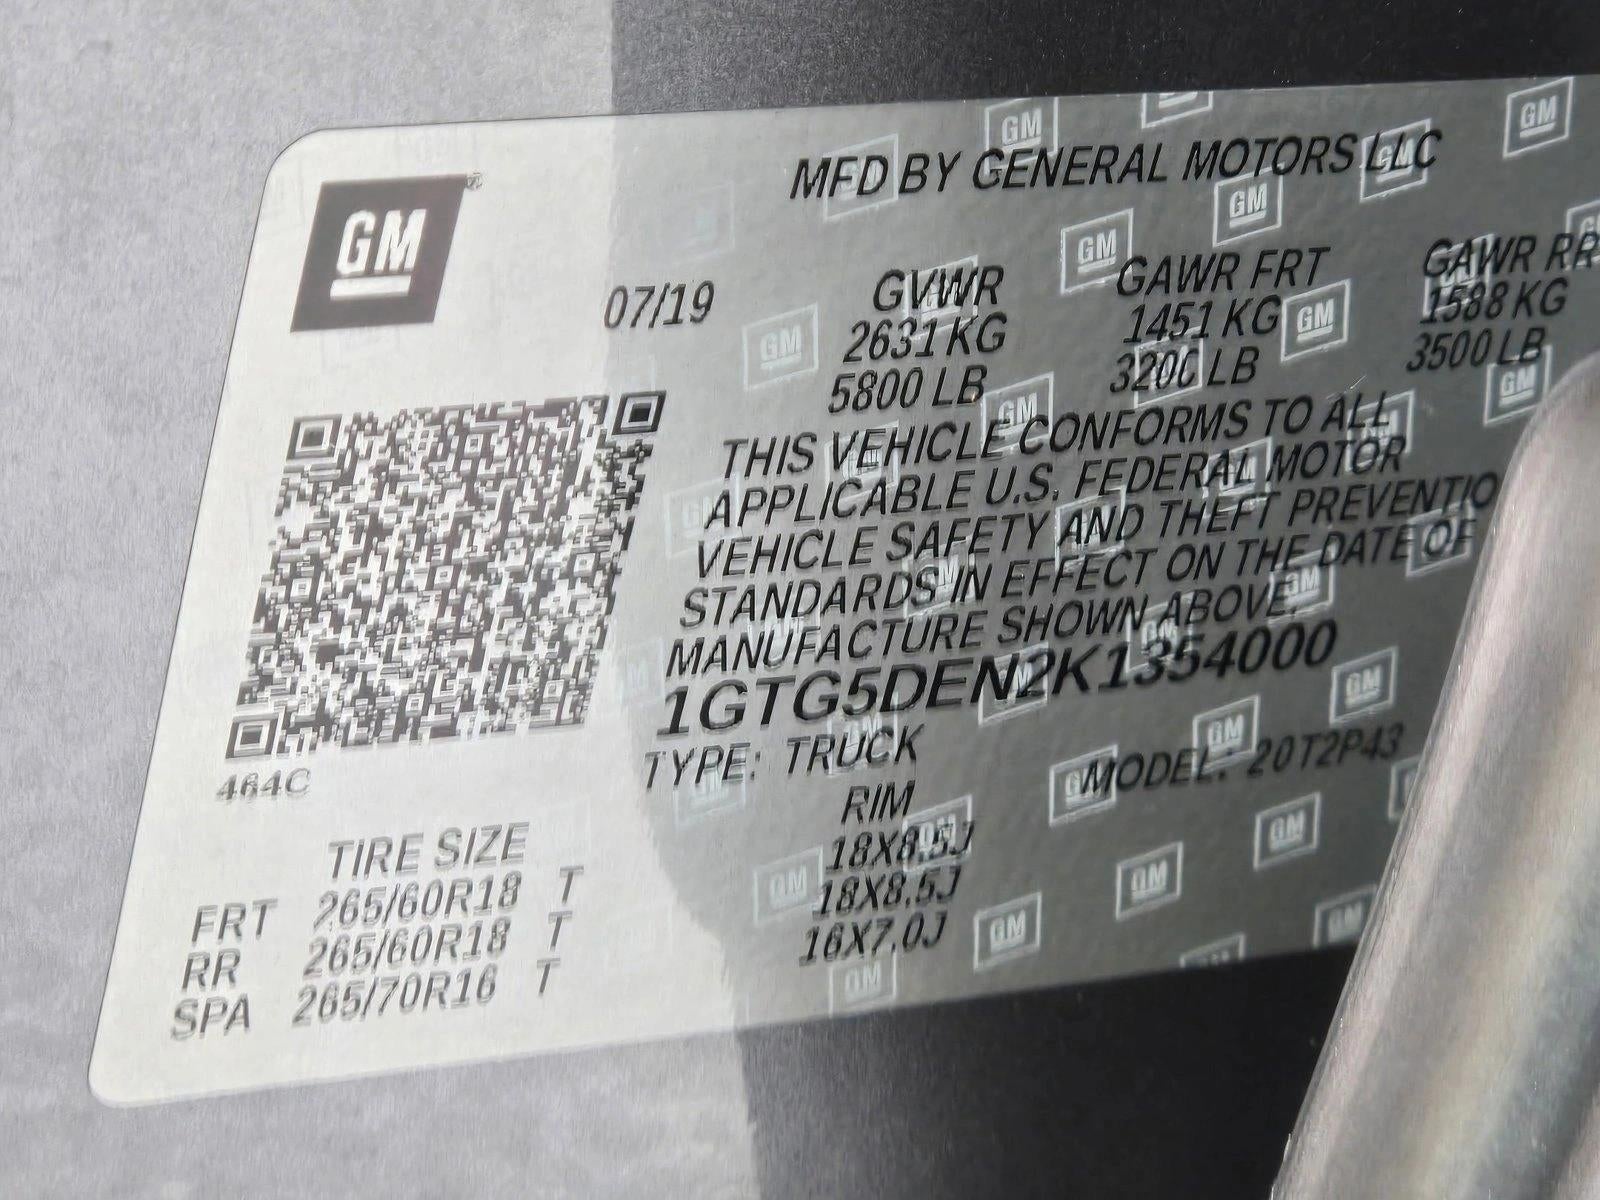 GM
MFD BY GENERAL MOTORS LLC
07/19
GVWR GAWR FRT GAWR RR
2631 KG 1451 KG 1588 KG
5800 LB 3200 LB 3500 LB
THIS VEHICLE CONFORMS TO ALL
APPLICABLE U.S. FEDERAL MOTOR
VEHICLE SAFETY AND THEFT PREVENTIO
STANDARDS IN EFFECT ON THE DATE OF
MANUFACTURE SHOWN ABOVE.
1GTG5DEN2K1354000
TYPE: TRUCK MODEL: 20T2P43
464C
TIRE SIZE RIM
FRT 265/60R18 T 18X8.5J
RR 265/60R18 T 18X8.5J
SPA 265/70R16 T 16X7.0J